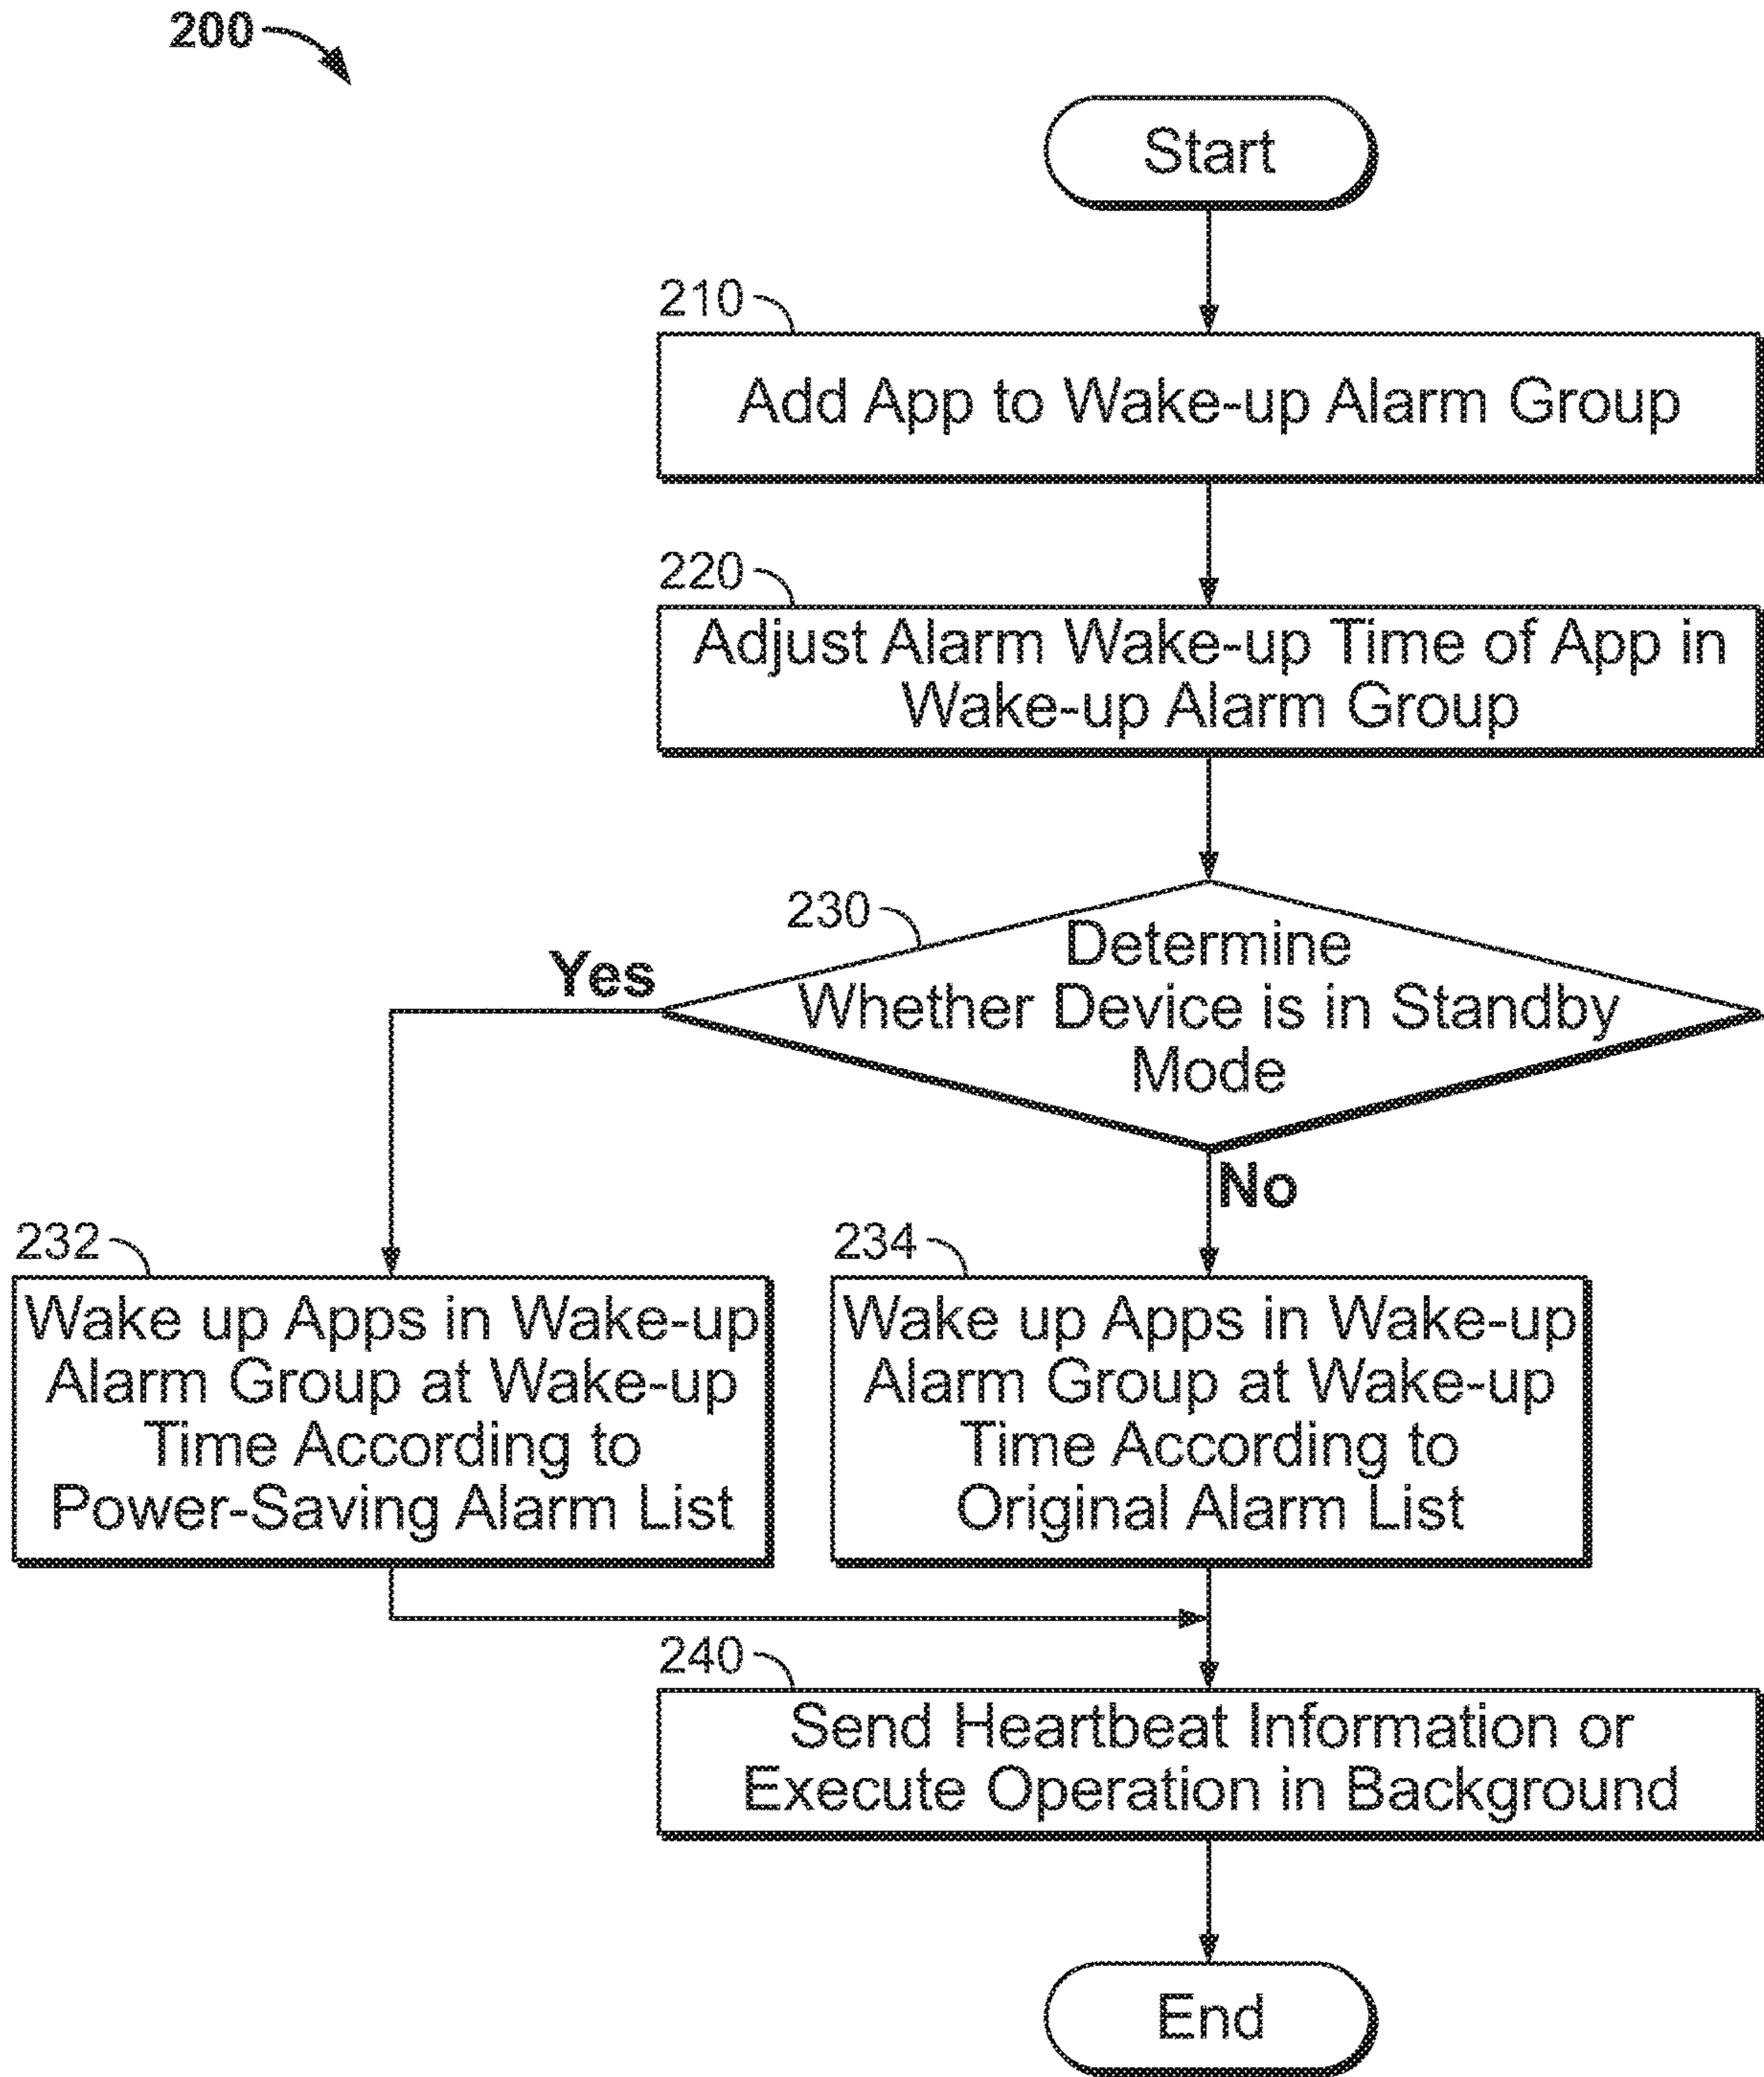 200
Start
210
Add App to Wake-up Alarm Group
220
Adjust Alarm Wake-up Time of App in
Wake-up Alarm Group
230
Determine
Whether Device is in Standby
Mode
Yes
No
232
Wake up Apps in Wake-up
Alarm Group at Wake-up
Time According to
Power-Saving Alarm List
234
Wake up Apps in Wake-up
Alarm Group at Wake-up
Time According to
Original Alarm List
240
Send Heartbeat Information or
Execute Operation in Background
End